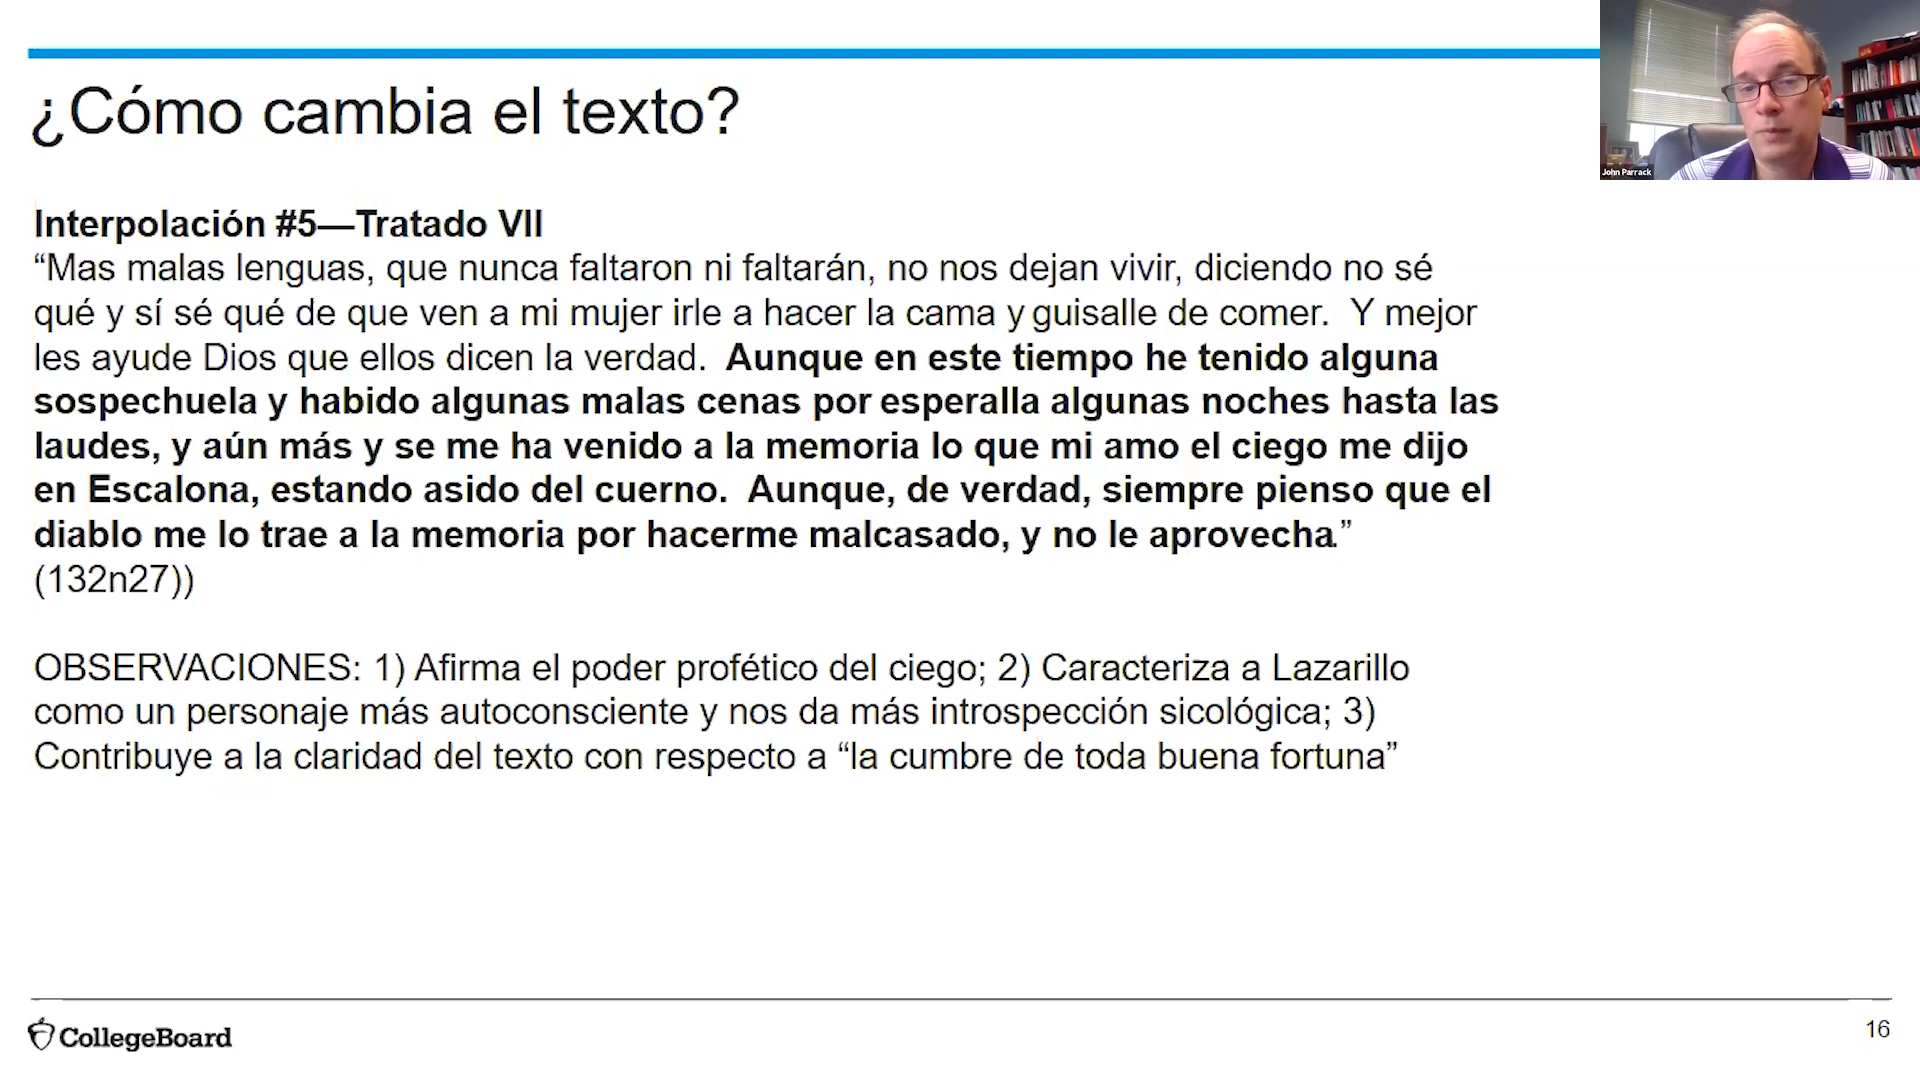 ¿Cómo cambia el texto?
John Parrack
Interpolación #5—Tratado VII
“Mas malas lenguas, que nunca faltaron ni faltarán, no nos dejan vivir, diciendo no sé
qué y sí sé qué de que ven a mi mujer irle a hacer la cama y guisalle de comer.  Y mejor
les ayude Dios que ellos dicen la verdad.  Aunque en este tiempo he tenido alguna
sospechuela y habido algunas malas cenas por esperalla algunas noches hasta las
laudes, y aún más y se me ha venido a la memoria lo que mi amo el ciego me dijo
en Escalona, estando asido del cuerno.  Aunque, de verdad, siempre pienso que el
diablo me lo trae a la memoria por hacerme malcasado, y no le aprovecha.”
(132n27))
OBSERVACIONES: 1) Afirma el poder profético del ciego; 2) Caracteriza a Lazarillo
como un personaje más autoconsciente y nos da más introspección sicológica; 3)
Contribuye a la claridad del texto con respecto a “la cumbre de toda buena fortuna”
CollegeBoard
16